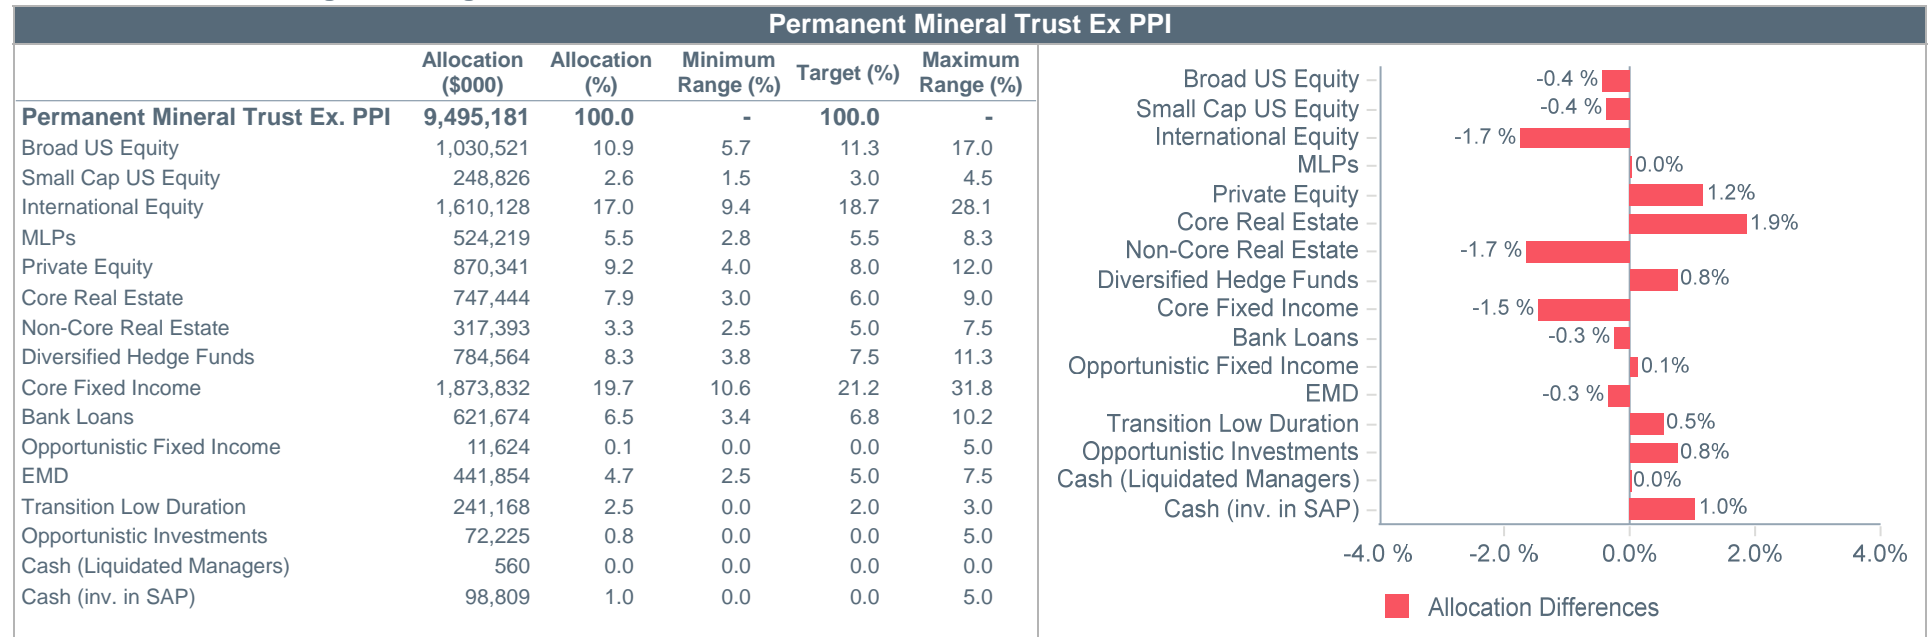 Permanent Mineral Trust Ex PPI
Allocation ($000) Allocation (%) Minimum Range (%) Target (%) Maximum Range (%)
Permanent Mineral Trust Ex. PPI 9,495,181 100.0 - 100.0 -
Broad US Equity 1,030,521 10.9 5.7 11.3 17.0
Small Cap US Equity 248,826 2.6 1.5 3.0 4.5
International Equity 1,610,128 17.0 9.4 18.7 28.1
MLPs 524,219 5.5 2.8 5.5 8.3
Private Equity 870,341 9.2 4.0 8.0 12.0
Core Real Estate 747,444 7.9 3.0 6.0 9.0
Non-Core Real Estate 317,393 3.3 2.5 5.0 7.5
Diversified Hedge Funds 784,564 8.3 3.8 7.5 11.3
Core Fixed Income 1,873,832 19.7 10.6 21.2 31.8
Bank Loans 621,674 6.5 3.4 6.8 10.2
Opportunistic Fixed Income 11,624 0.1 0.0 0.0 5.0
EMD 441,854 4.7 2.5 5.0 7.5
Transition Low Duration 241,168 2.5 0.0 2.0 3.0
Opportunistic Investments 72,225 0.8 0.0 0.0 5.0
Cash (Liquidated Managers) 560 0.0 0.0 0.0 0.0
Cash (inv. in SAP) 98,809 1.0 0.0 0.0 5.0
Broad US Equity -0.4 %
Small Cap US Equity -0.4 %
International Equity -1.7 %
MLPs 0.0%
Private Equity 1.2%
Core Real Estate 1.9%
Non-Core Real Estate -1.7 %
Diversified Hedge Funds 0.8%
Core Fixed Income -1.5 %
Bank Loans -0.3 %
Opportunistic Fixed Income 0.1%
EMD -0.3 %
Transition Low Duration 0.5%
Opportunistic Investments 0.8%
Cash (Liquidated Managers) 0.0%
Cash (inv. in SAP) 1.0%
-4.0 % -2.0 % 0.0% 2.0% 4.0%
Allocation Differences